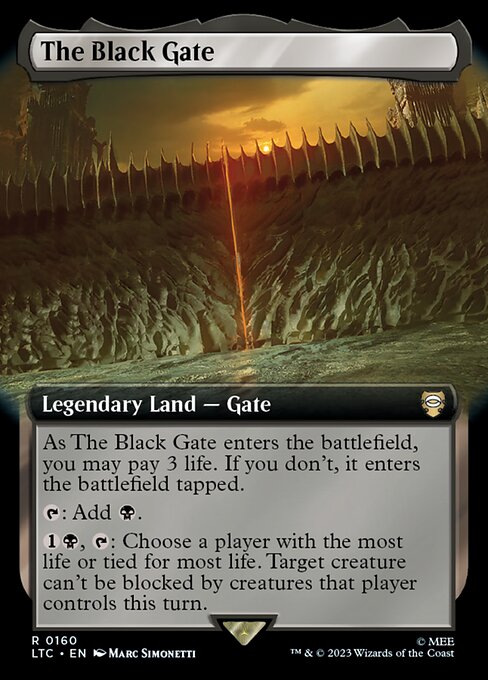 The Black Gate
Legendary Land — Gate
As The Black Gate enters the battlefield,
you may pay 3 life. If you don't, it enters
the battlefield tapped.
: Add .
1, : Choose a player with the most
life or tied for most life. Target creature
can't be blocked by creatures that player
controls this turn.
R 0160
LTC • EN Marc Simonetti
© MEE
™ & © 2023 Wizards of the Coast